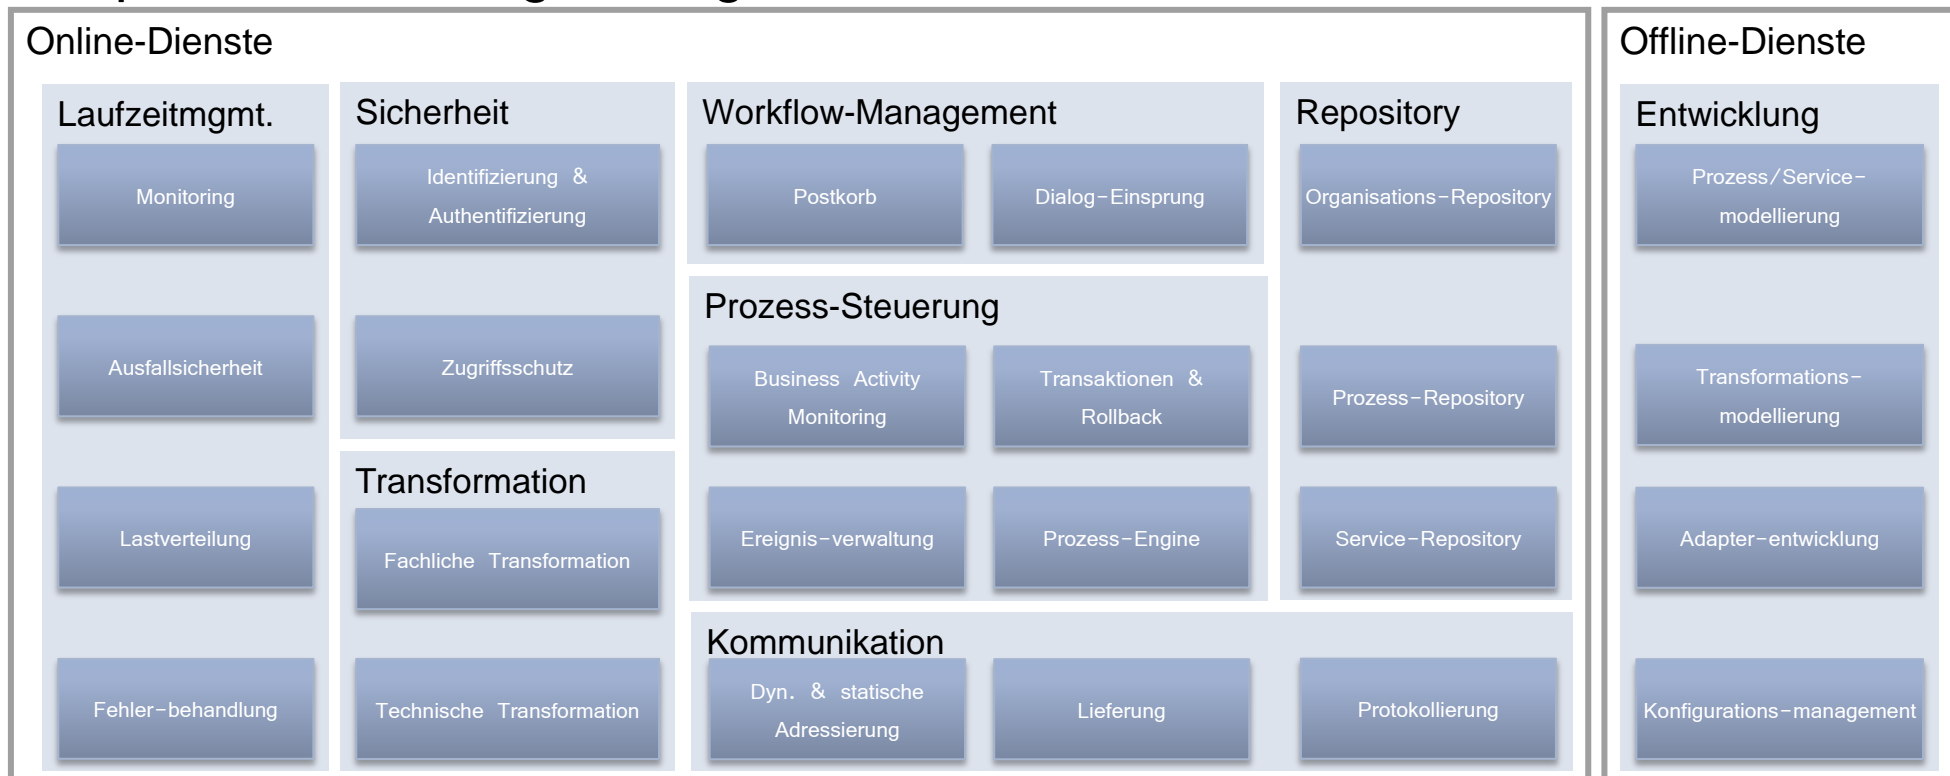 Online-Dienste
Laufzeitmgmt.
Monitoring
Ausfallsicherheit
Lastverteilung
Fehler-behandlung
Sicherheit
Identifizierung &
Authentifizierung
Zugriffsschutz
Transformation
Fachliche Transformation
Technische Transformation
Workflow-Management
Postkorb
Dialog-Einsprung
Prozess-Steuerung
Business Activity
Monitoring
Transaktionen &
Rollback
Ereignis-verwaltung
Prozess-Engine
Repository
Organisations-Repository
Prozess-Repository
Service-Repository
Kommunikation
Dyn. & statische
Adressierung
Lieferung
Protokollierung
Offline-Dienste
Entwicklung
Prozess/Service-
modellierung
Transformations-
modellierung
Adapter-entwicklung
Konfigurations-management